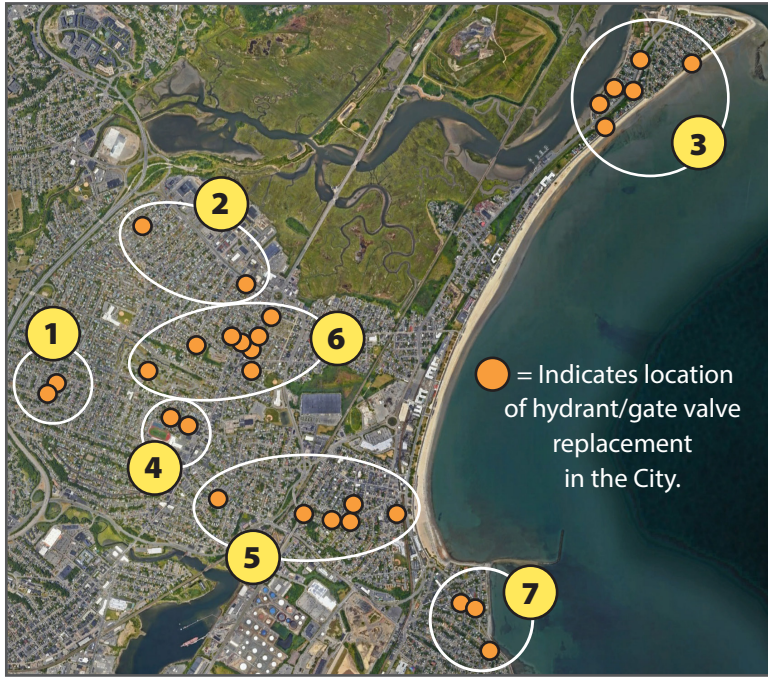 3
2
1
6
= Indicates location
of hydrant/gate valve
replacement
in the City.
4
5
7